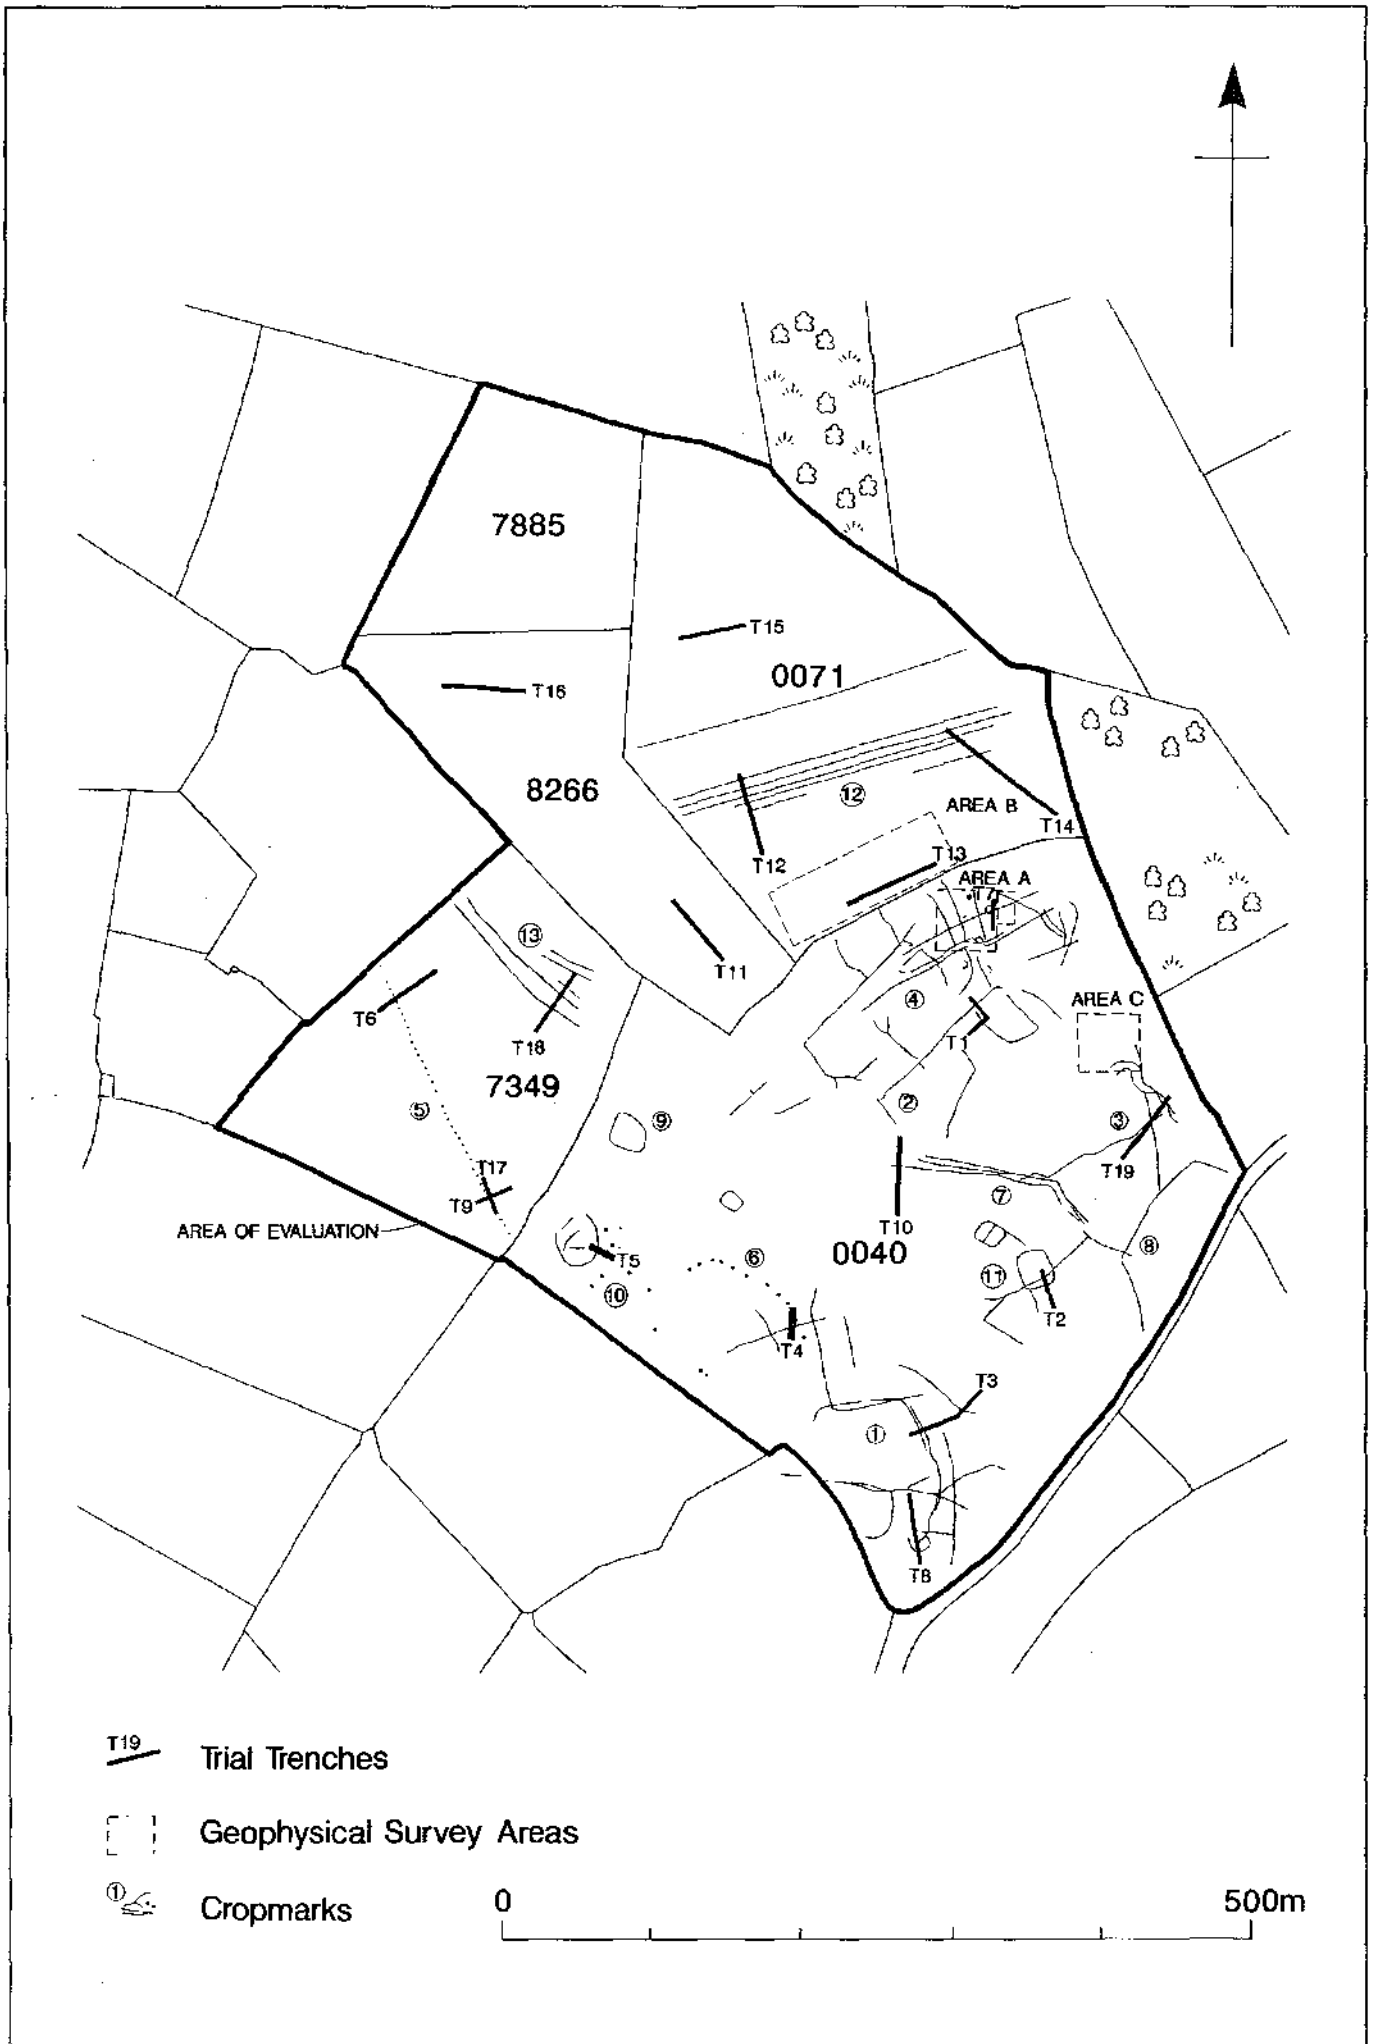 7885
T15
0071
T16
8266
12
AREA B
T14
T12
T13
AREA A
T7
13
T11
4
AREA C
T6
T1
T18
7349
5
9
2
3
T19
T17
T9
7
AREA OF EVALUATION
T10
0040
8
T5
6
10
11
T2
T4
T3
1
T8
T19
Trial Trenches
Geophysical Survey Areas
1
Cropmarks
0
500m